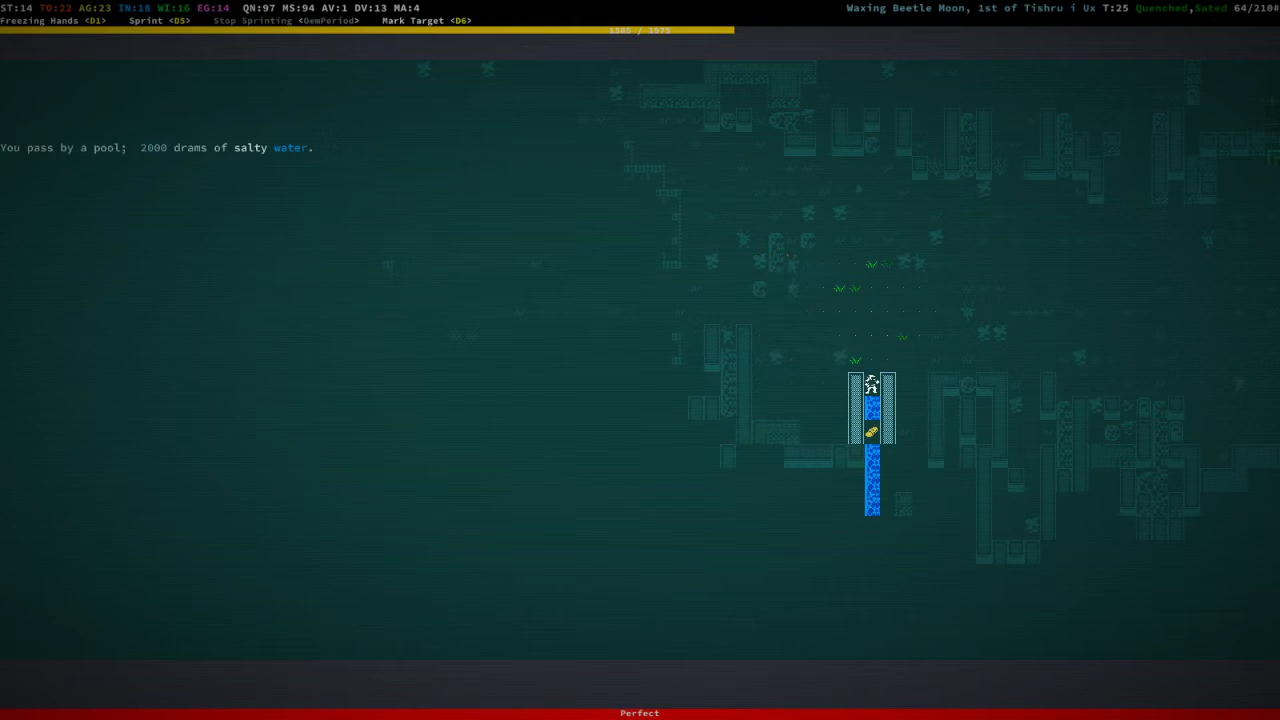 ST:14 TO:22 AG:23 IN:18 WI:16 EG:14 QN:97 MS:94 AV:1 DV:13 MA:4 Waxing Beetle Moon, 1st of Tishru i Ux T:25 Quenched,Sated 64/210#
Freezing Hands <D1> Sprint <D5> Stop Sprinting <OemPeriod> Mark Target <D6>
You pass by a pool; 2000 drams of salty water.
Perfect